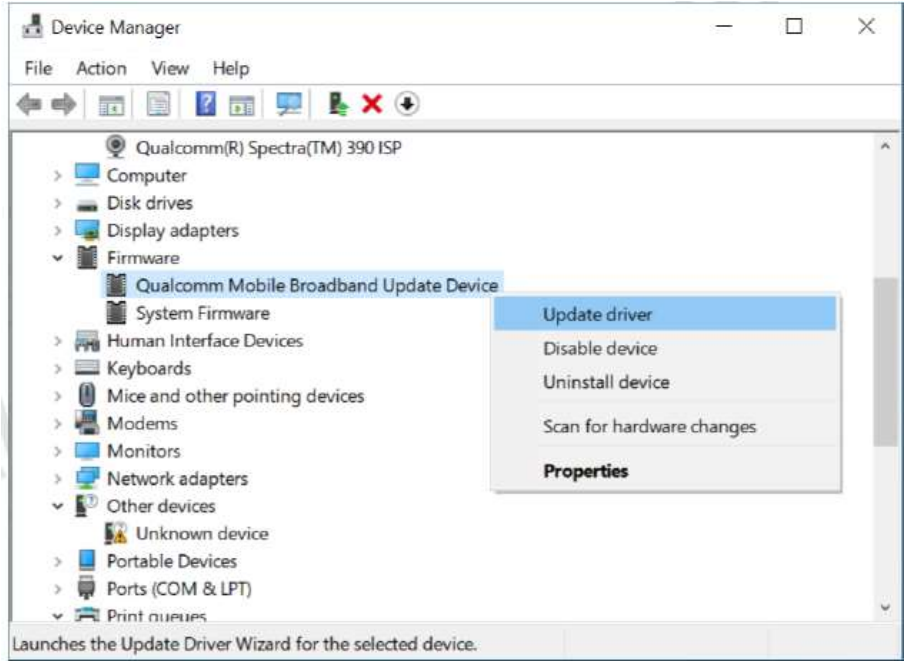 Device Manager
File Action View Help
Qualcomm(R) Spectra(TM) 390 ISP
Computer
Disk drives
Display adapters
Firmware
Qualcomm Mobile Broadband Update Device
System Firmware
Human Interface Devices
Keyboards
Mice and other pointing devices
Modems
Monitors
Network adapters
Other devices
Unknown device
Portable Devices
Ports (COM & LPT)
Print queues
Update driver
Disable device
Uninstall device
Scan for hardware changes
Properties
Launches the Update Driver Wizard for the selected device.